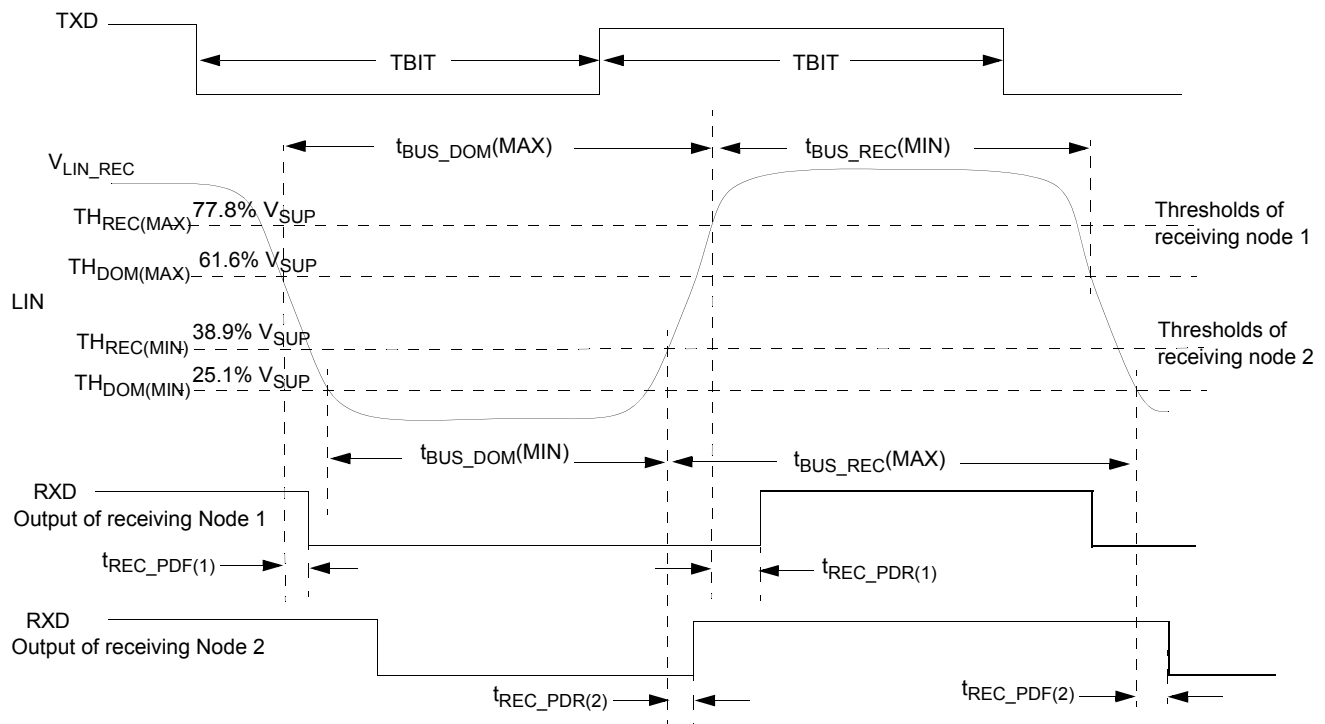 TXD
TBIT
TBIT
tBUS_DOM(MAX)
tBUS_REC(MIN)
VLIN_REC
THREC(MAX) 77.8% VSUP
Thresholds of
receiving node 1
THDOM(MAX) 61.6% VSUP
LIN
THREC(MIN) 38.9% VSUP
Thresholds of
receiving node 2
THDOM(MIN) 25.1% VSUP
tBUS_DOM(MIN)
tBUS_REC(MAX)
RXD
Output of receiving Node 1
tREC_PDF(1)
tREC_PDR(1)
RXD
Output of receiving Node 2
tREC_PDR(2)
tREC_PDF(2)